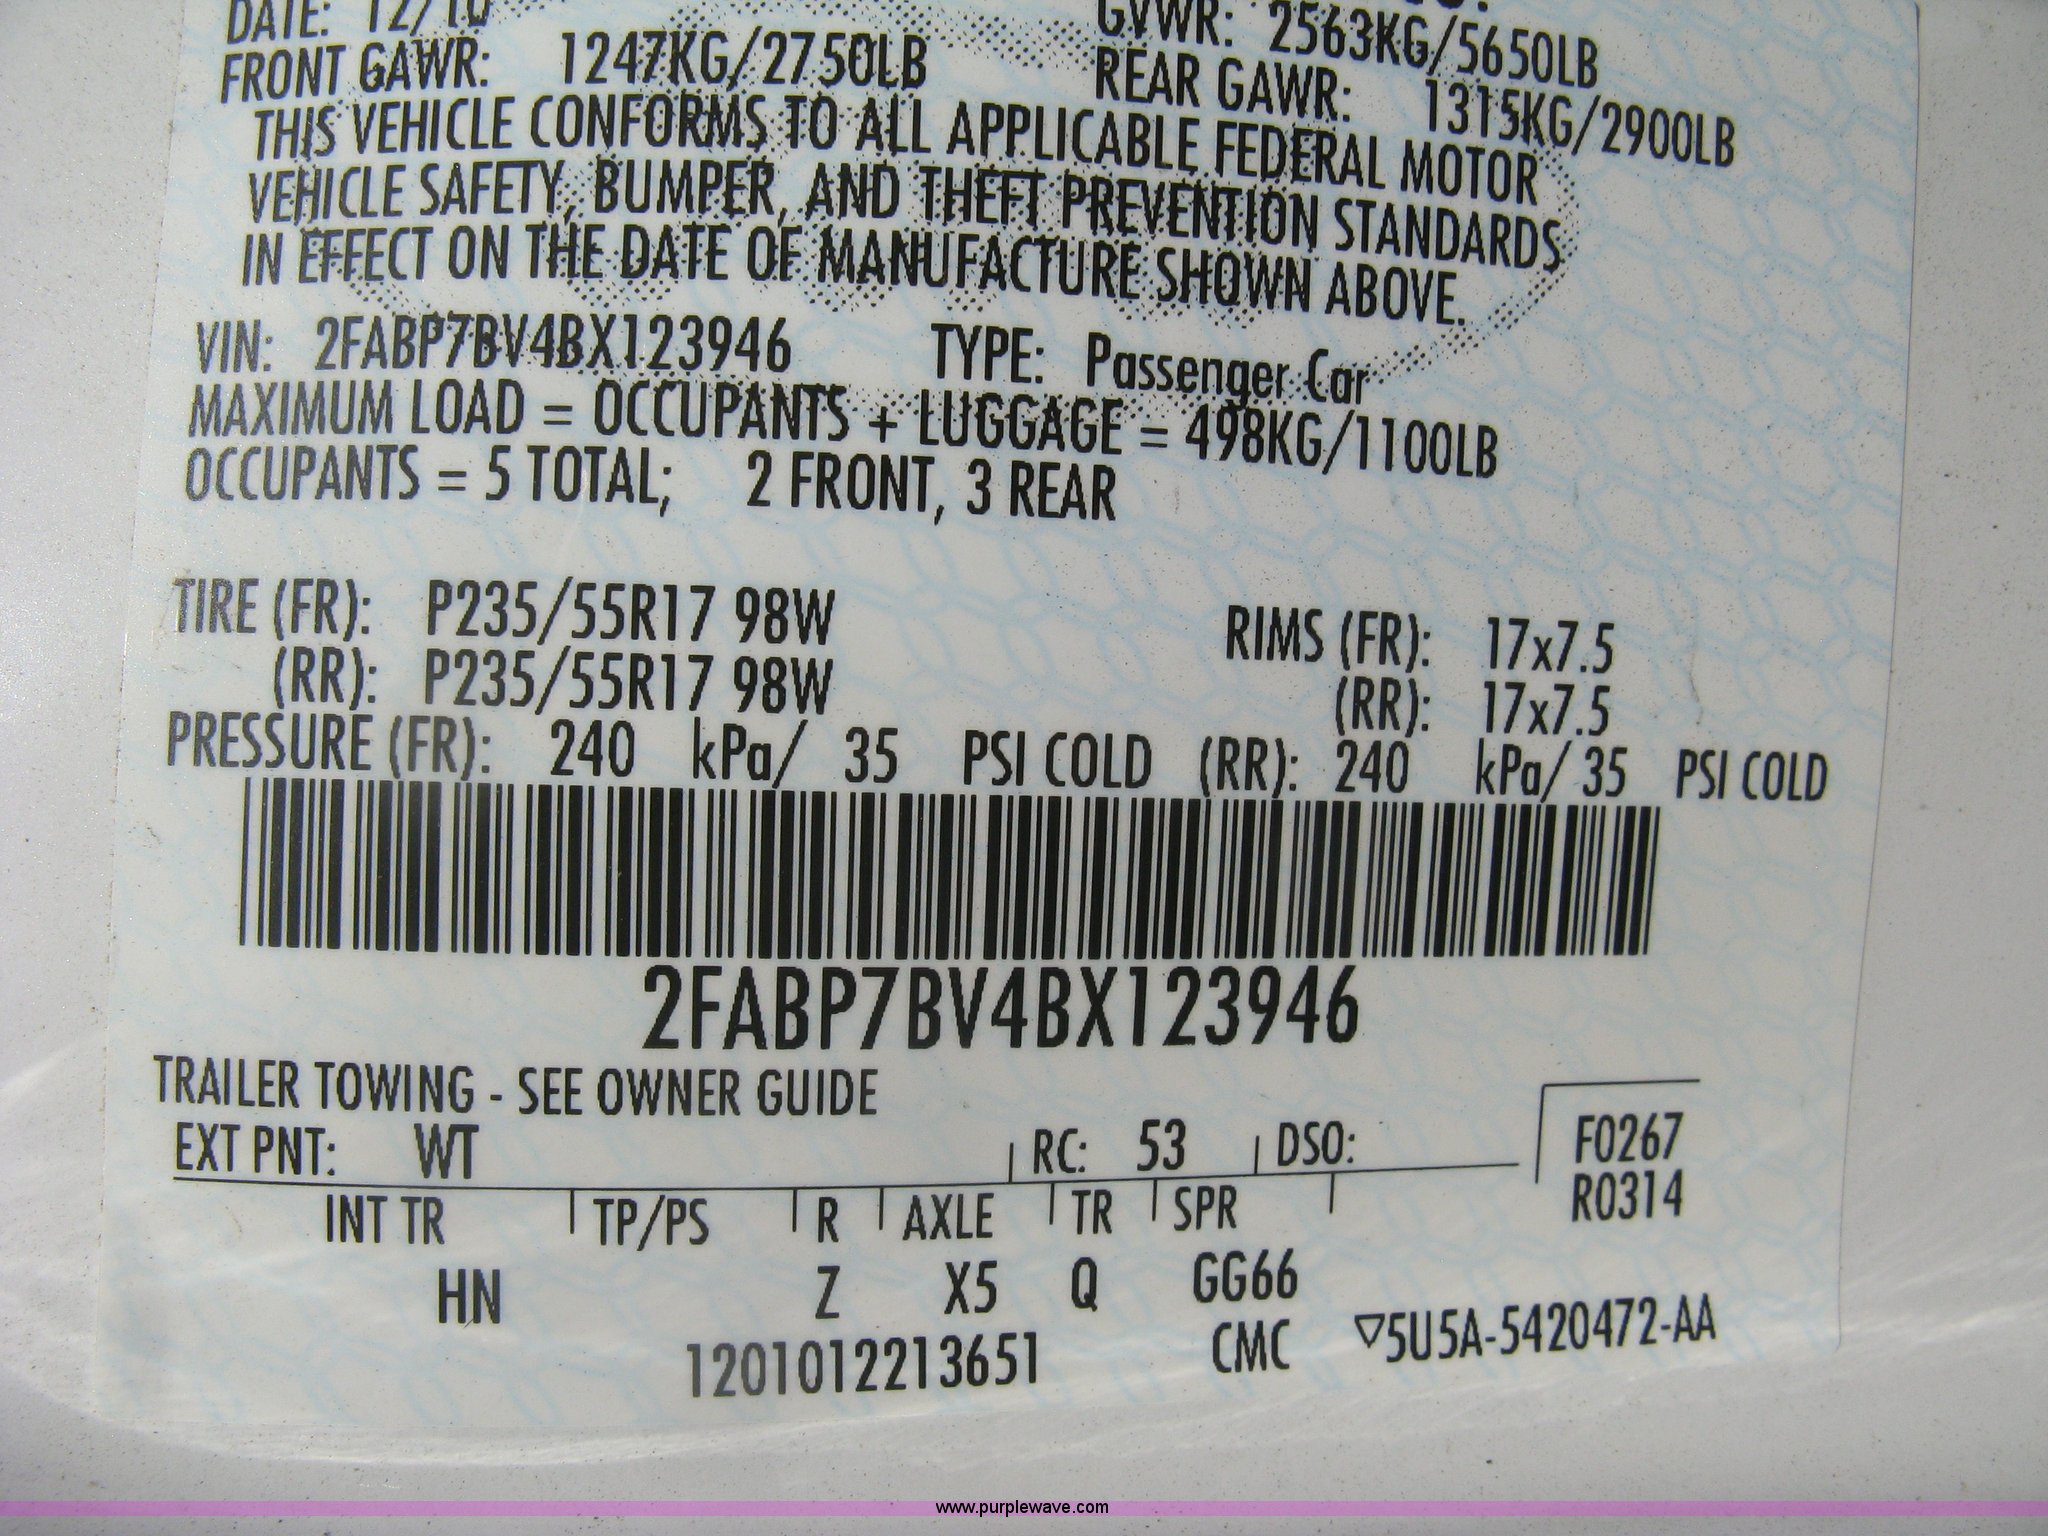 DATE: 12/10
GVWR: 2563KG/5650LB
FRONT GAWR: 1247KG/2750LB
REAR GAWR: 1315KG/2900LB
THIS VEHICLE CONFORMS TO ALL APPLICABLE FEDERAL MOTOR
VEHICLE SAFETY, BUMPER, AND THEFT PREVENTION STANDARDS
IN EFFECT ON THE DATE OF MANUFACTURE SHOWN ABOVE.
VIN: 2FABP7BV4BX123946 TYPE: Passenger Car
MAXIMUM LOAD = OCCUPANTS + LUGGAGE = 498KG/1100LB
OCCUPANTS = 5 TOTAL; 2 FRONT, 3 REAR
TIRE (FR): P235/55R17 98W RIMS (FR): 17x7.5
(RR): P235/55R17 98W (RR): 17x7.5
PRESSURE (FR): 240 kPa/ 35 PSI COLD (RR): 240 kPa/ 35 PSI COLD
2FABP7BV4BX123946
TRAILER TOWING - SEE OWNER GUIDE
EXT PNT: WT RC: 53 DSO: F0267
R0314
INT TR TP/PS R AXLE TR SPR
HN Z X5 Q GG66
1201012213651 CMC ▽5U5A-5420472-AA
www.purplewave.com